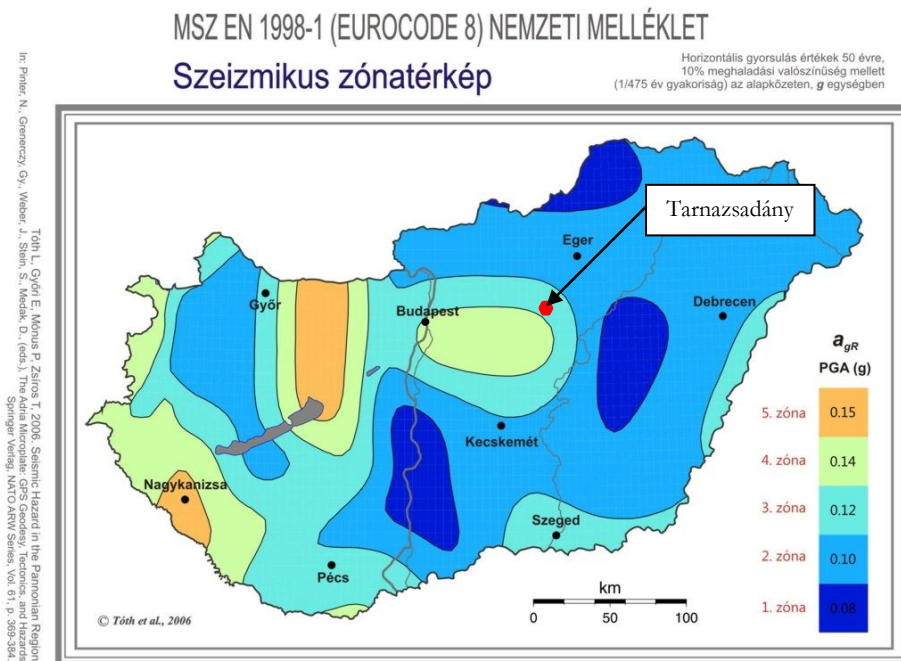 MSZ EN 1998-1 (EUROCODE 8) NEMZETI MELLÉKLET
Szeizmikus zónatérkép
Horizontális gyorsulás értékek 50 évre,
10% meghaladási valószínűség mellett
(1/475 év gyakoriság) az alapkőzeten, g egységben
Tóth L., Győri E, Mónus P, Zsíros T, 2006. Seismic Hazard in the Pannonian Region
In: Pinter, N., Grenerczy, Gy., Weber, J., Stein, S., Medak, D., (eds.), The Adria Microplate: GPS Geodesy, Tectonics, and Hazards
Springer Verlag, NATO ARW Series, Vol. 61, p. 369-384.
Tarnazsadány
Eger
Győr
Budapest
Debrecen
Kecskemét
Nagykanizsa
Szeged
Pécs
agR
PGA (g)
5. zóna 0.15
4. zóna 0.14
3. zóna 0.12
2. zóna 0.10
1. zóna 0.08
km
0 20 40 60 80 100
© Tóth et al., 2006